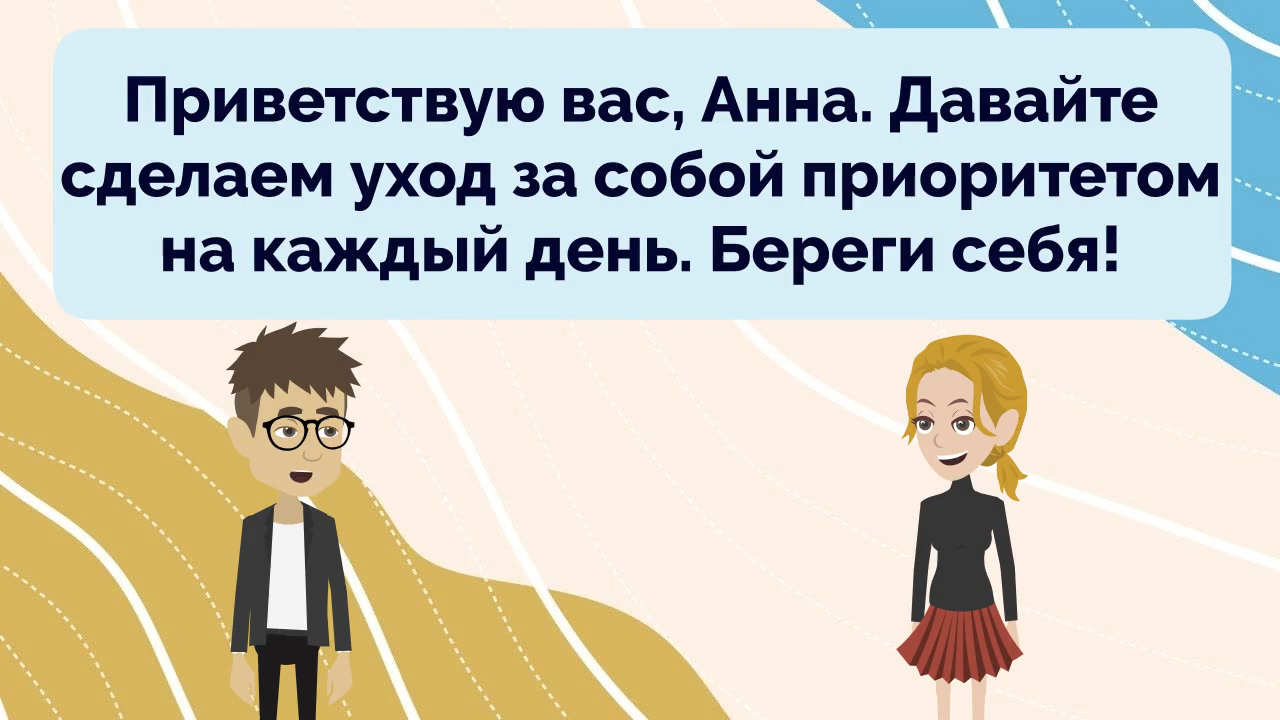 Приветствую вас, Анна. Давайте
сделаем уход за собой приоритетом
на каждый день. Береги себя!